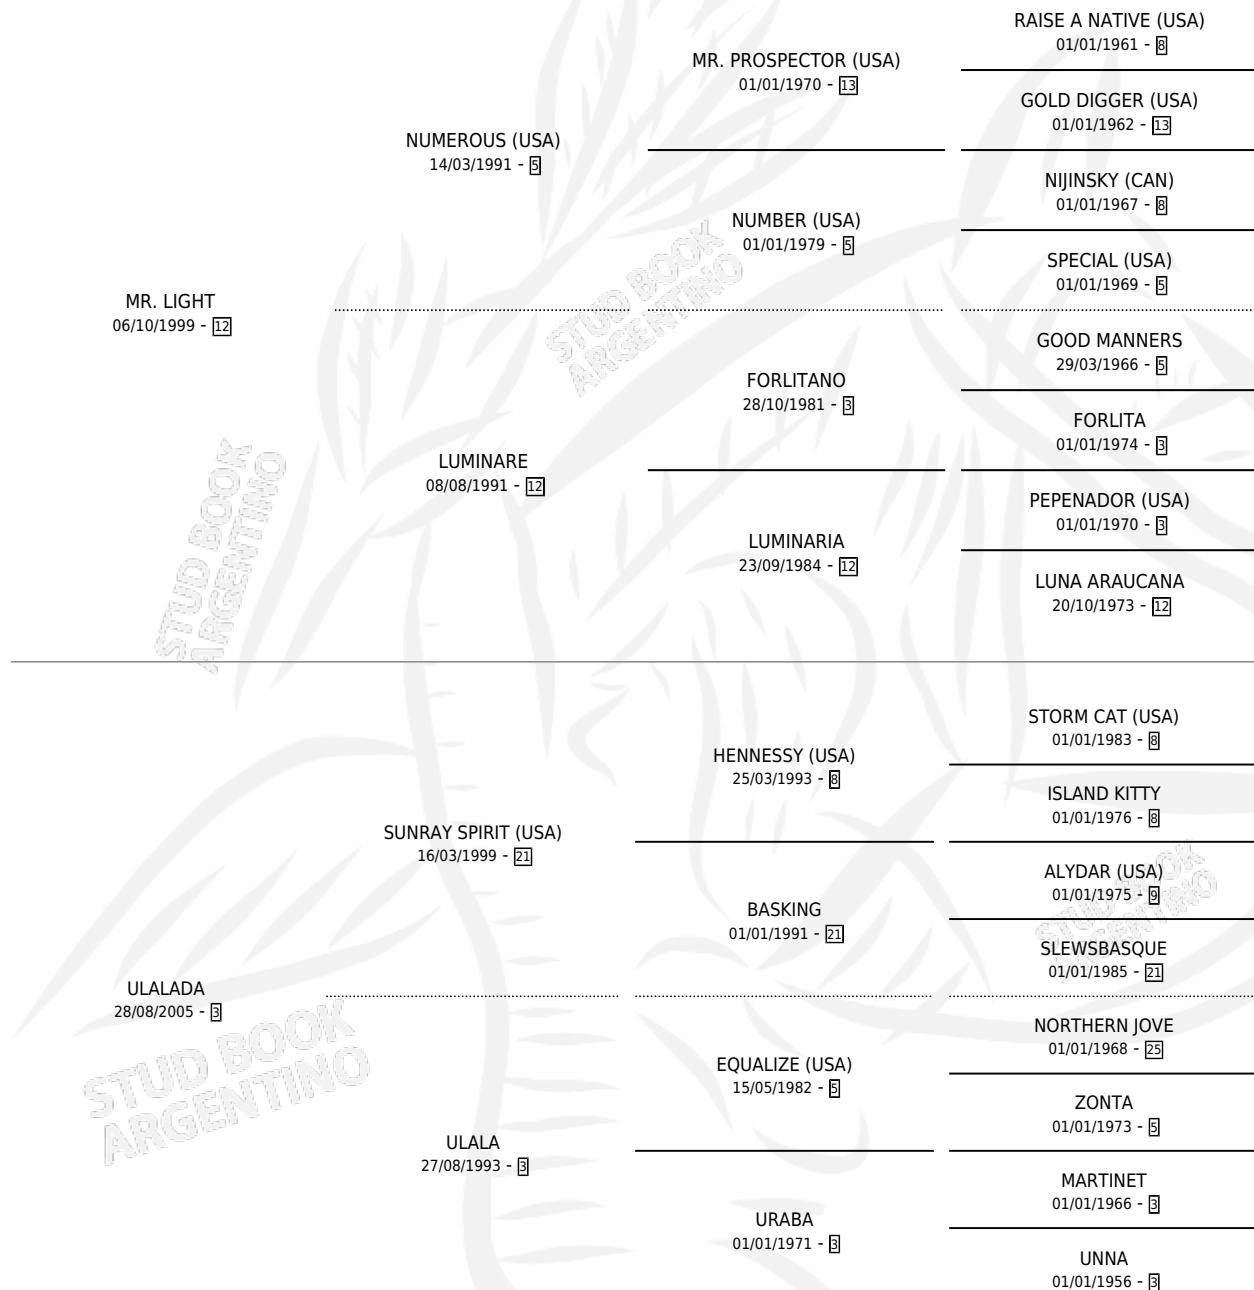 RAISE A NATIVE (USA)
01/01/1961 - 8
MR. PROSPECTOR (USA)
01/01/1970 - 13
GOLD DIGGER (USA)
01/01/1962 - 13
NUMEROUS (USA)
14/03/1991 - 5
NIJINSKY (CAN)
01/01/1967 - 8
NUMBER (USA)
01/01/1979 - 5
SPECIAL (USA)
01/01/1969 - 5
MR. LIGHT
06/10/1999 - 12
GOOD MANNERS
29/03/1966 - 5
FORLITANO
28/10/1981 - 3
FORLITA
01/01/1974 - 3
LUMINARE
08/08/1991 - 12
PEPENADOR (USA)
01/01/1970 - 3
LUMINARIA
23/09/1984 - 12
LUNA ARAUCANA
20/10/1973 - 12
STORM CAT (USA)
01/01/1983 - 8
HENNESSY (USA)
25/03/1993 - 8
ISLAND KITTY
01/01/1976 - 8
SUNRAY SPIRIT (USA)
16/03/1999 - 21
ALYDAR (USA)
01/01/1975 - 9
BASKING
01/01/1991 - 21
SLEWSBASQUE
01/01/1985 - 21
ULALADA
28/08/2005 - 3
NORTHERN JOVE
01/01/1968 - 25
EQUALIZE (USA)
15/05/1982 - 5
ZONTA
01/01/1973 - 5
ULALA
27/08/1993 - 3
MARTINET
01/01/1966 - 3
URABA
01/01/1971 - 3
UNNA
01/01/1956 - 3
STUD BOOK
ARGENTINO
STUD BOOK
ARGENTINO
STUD BOOK
ARGENTINO
STUD BOOK
ARGENTINO